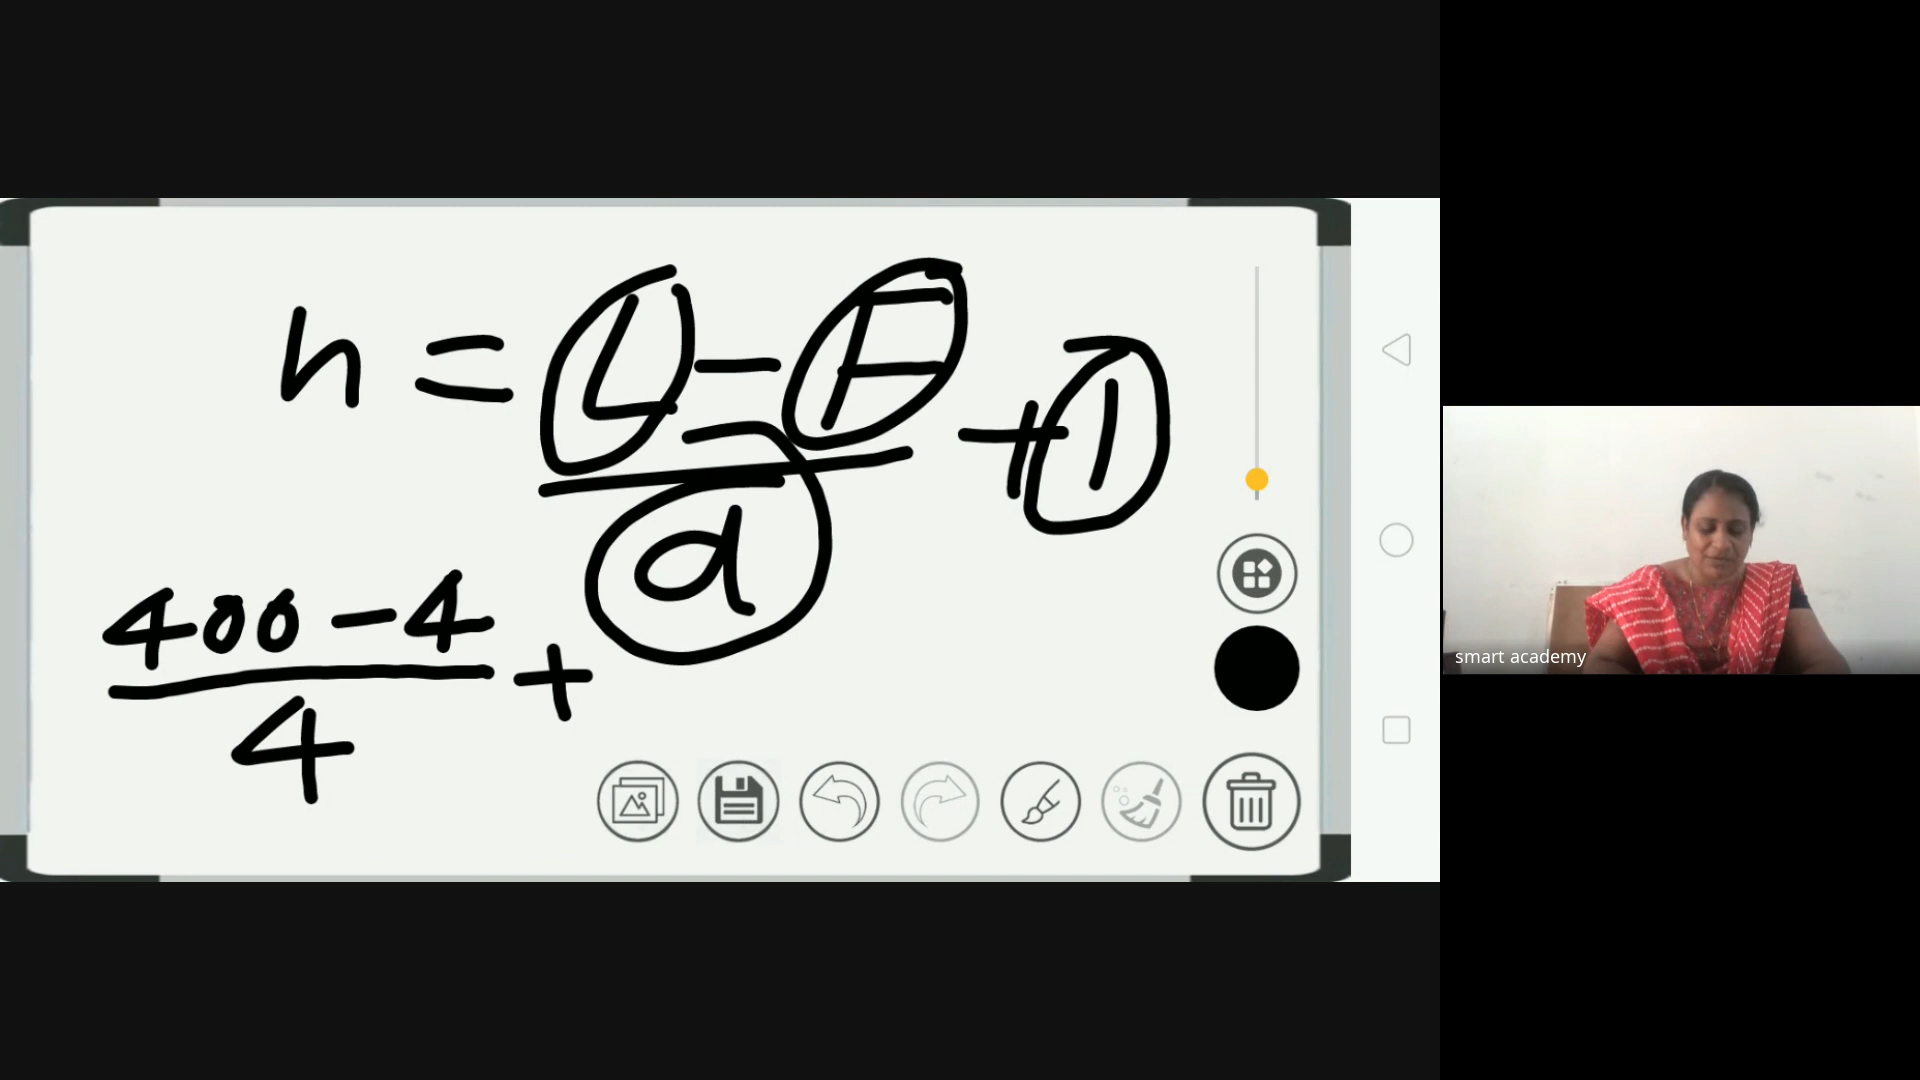 n = L - F + 1
d
400 - 4 +
4
smart academy